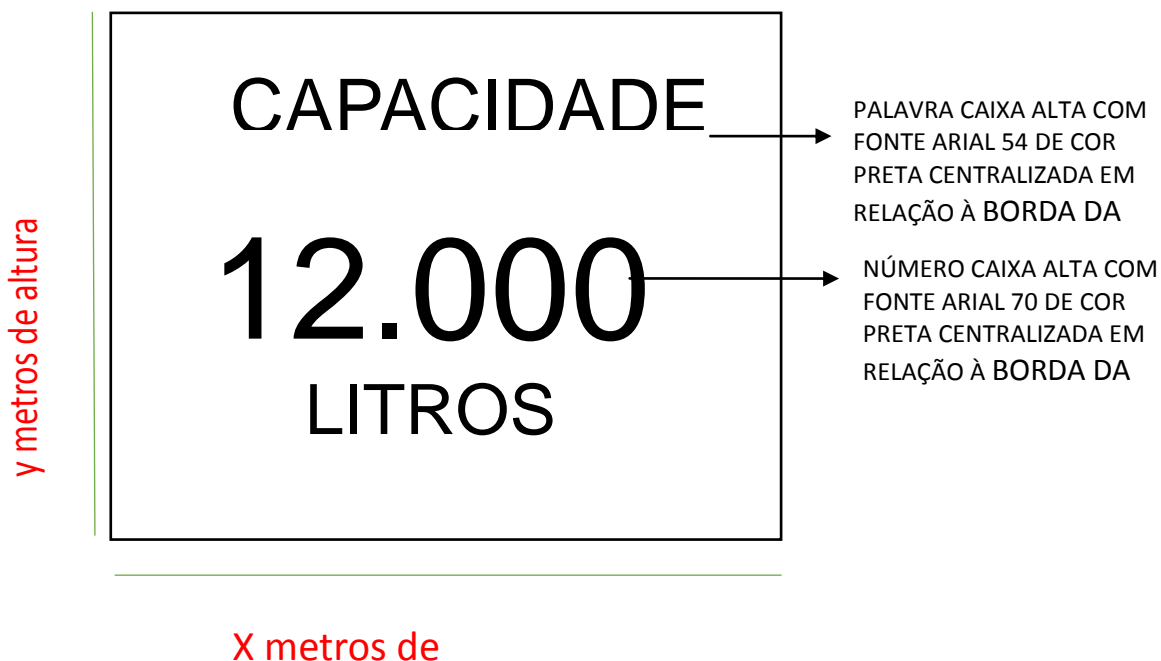 CAPACIDADE
12.000
LITROS
PALAVRA CAIXA ALTA COM
FONTE ARIAL 54 DE COR
PRETA CENTRALIZADA EM
RELAÇÃO À BORDA DA
NÚMERO CAIXA ALTA COM
FONTE ARIAL 70 DE COR
PRETA CENTRALIZADA EM
RELAÇÃO À BORDA DA
y metros de altura
X metros de